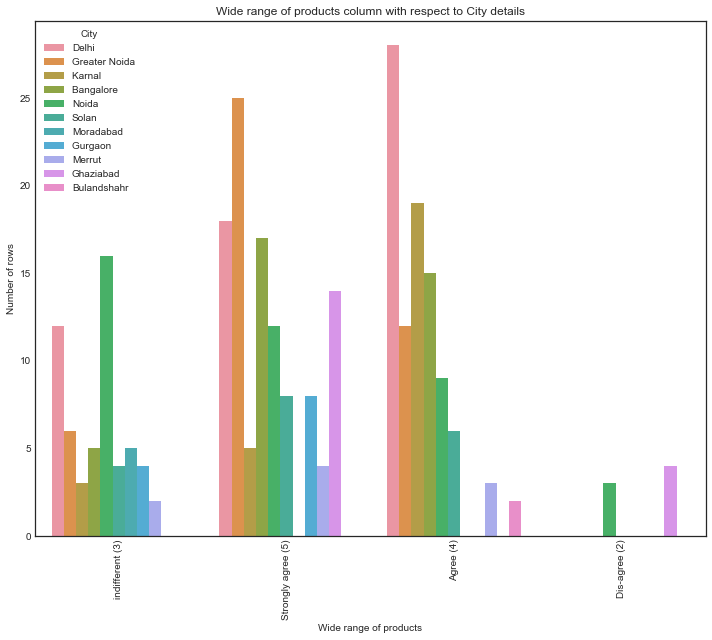 Wide range of products column with respect to City details
City
Delhi
Greater Noida
Karnal
Bangalore
Noida
Solan
Moradabad
Gurgaon
Merrut
Ghaziabad
Bulandshahr
Number of rows
25
20
15
10
5
0
indifferent (3)
Strongly agree (5)
Agree (4)
Dis-agree (2)
Wide range of products